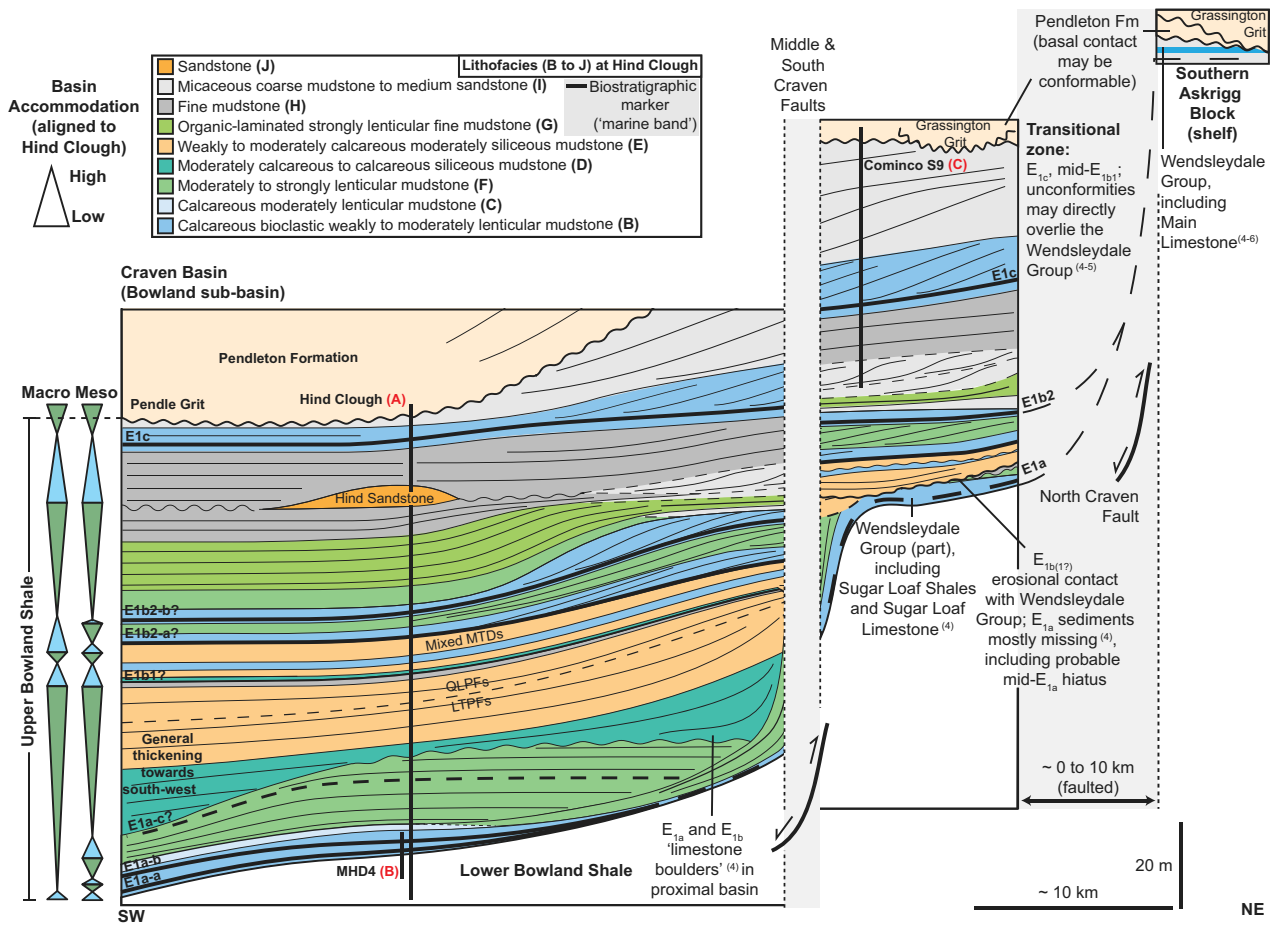 Basin
Accommodation
(aligned to
Hind Clough)
High
Low
Lithofacies (B to J) at Hind Clough
Sandstone (J)
Micaceous coarse mudstone to medium sandstone (I)
Fine mudstone (H)
Organic-laminated strongly lenticular fine mudstone (G)
Weakly to moderately calcareous moderately siliceous mudstone (E)
Moderately calcareous to calcareous siliceous mudstone (D)
Moderately to strongly lenticular mudstone (F)
Calcareous moderately lenticular mudstone (C)
Calcareous bioclastic weakly to moderately lenticular mudstone (B)
Biostratigraphic
marker
(‘marine band’)
Middle &
South
Craven
Faults
Pendleton Fm
(basal contact
may be
conformable)
Grassington
Grit
Southern
Askrigg
Block
(shelf)
Wendsleydale
Group,
including
Main
Limestone (4-6)
Grassington
Grit
Cominco S9 (C)
Transitional
zone:
E1c, mid-E1b1;
unconformities
may directly
overlie the
Wendsleydale
Group (4-5)
E1c
E1b2
E1a
North Craven
Fault
Craven Basin
(Bowland sub-basin)
Pendleton Formation
Macro Meso
Pendle Grit
Hind Clough (A)
E1c
Hind Sandstone
Upper Bowland Shale
E1b2-b?
E1b2-a?
Mixed MTDs
E1b1?
QLPFs
LTPFs
General
thickening
towards
south-west
E1a-c?
E1a-b
E1a-a
MHD4 (B)
Lower Bowland Shale
E1a and E1b
‘limestone
boulders’ (4) in
proximal basin
Wendsleydale
Group (part),
including
Sugar Loaf Shales
and Sugar Loaf
Limestone (4)
E1b(1?)
erosional contact
with Wendsleydale
Group; E1a sediments
mostly missing (4),
including probable
mid-E1a hiatus
~ 0 to 10 km
(faulted)
20 m
~ 10 km
SW
NE